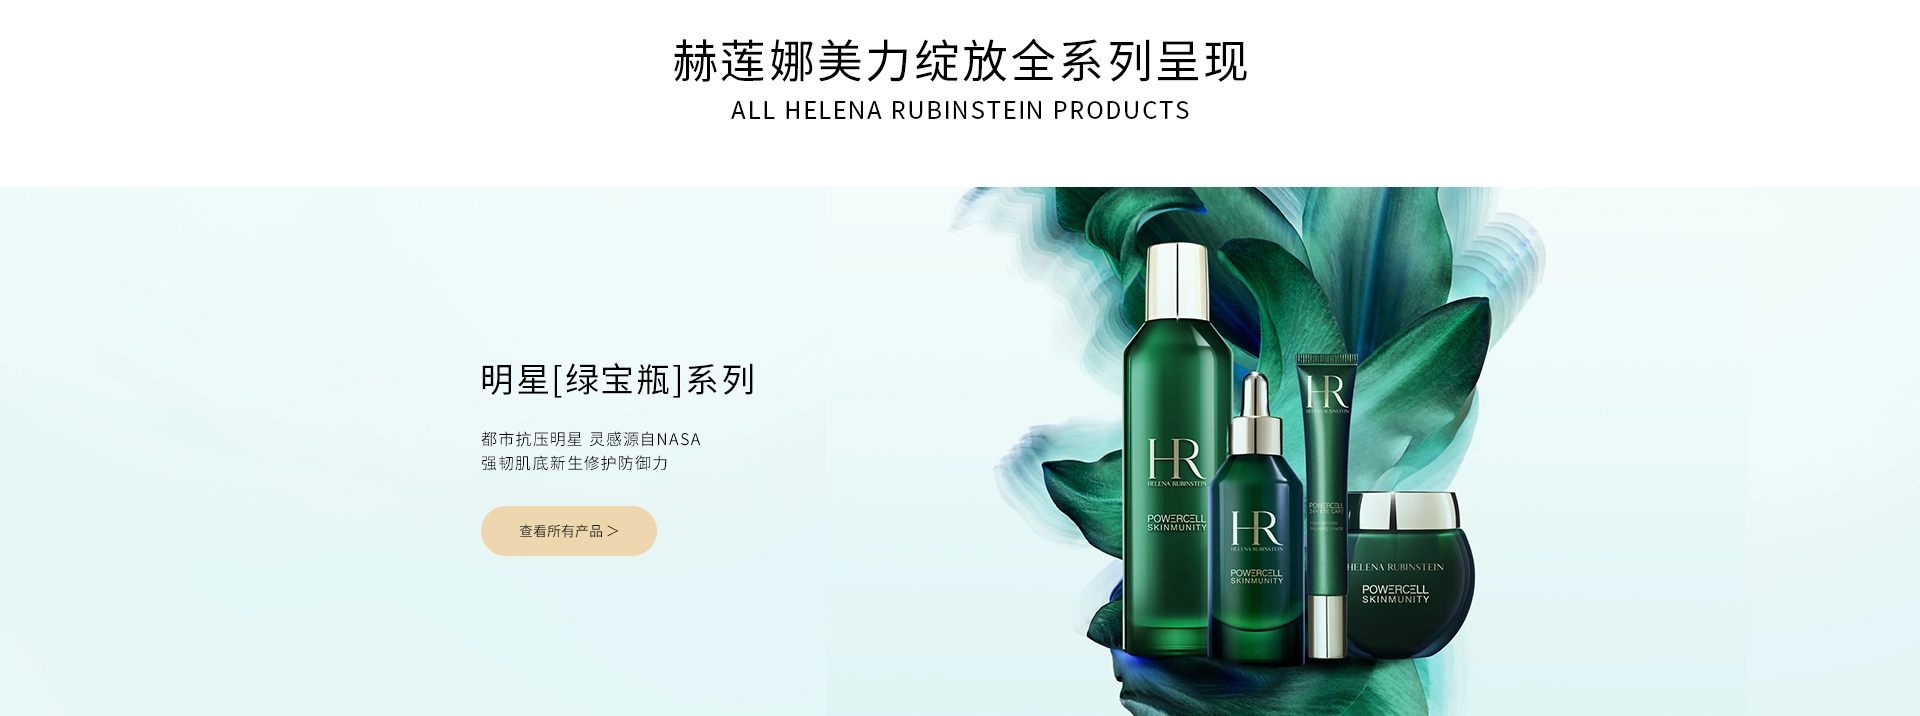 赫莲娜美力绽放全系列呈现
ALL HELENA RUBINSTEIN PRODUCTS
明星[绿宝瓶]系列
都市抗压明星 灵感源自NASA
强韧肌底新生修护防御力
查看所有产品 >
HR
HELENA RUBINSTEIN
POWERCELL
SKINMUNITY
HR
HELENA RUBINSTEIN
POWERCELL
SKINMUNITY
HR
HELENA RUBINSTEIN
POWERCELL
24H EYE CARE
HELENA RUBINSTEIN
POWERCELL
SKINMUNITY